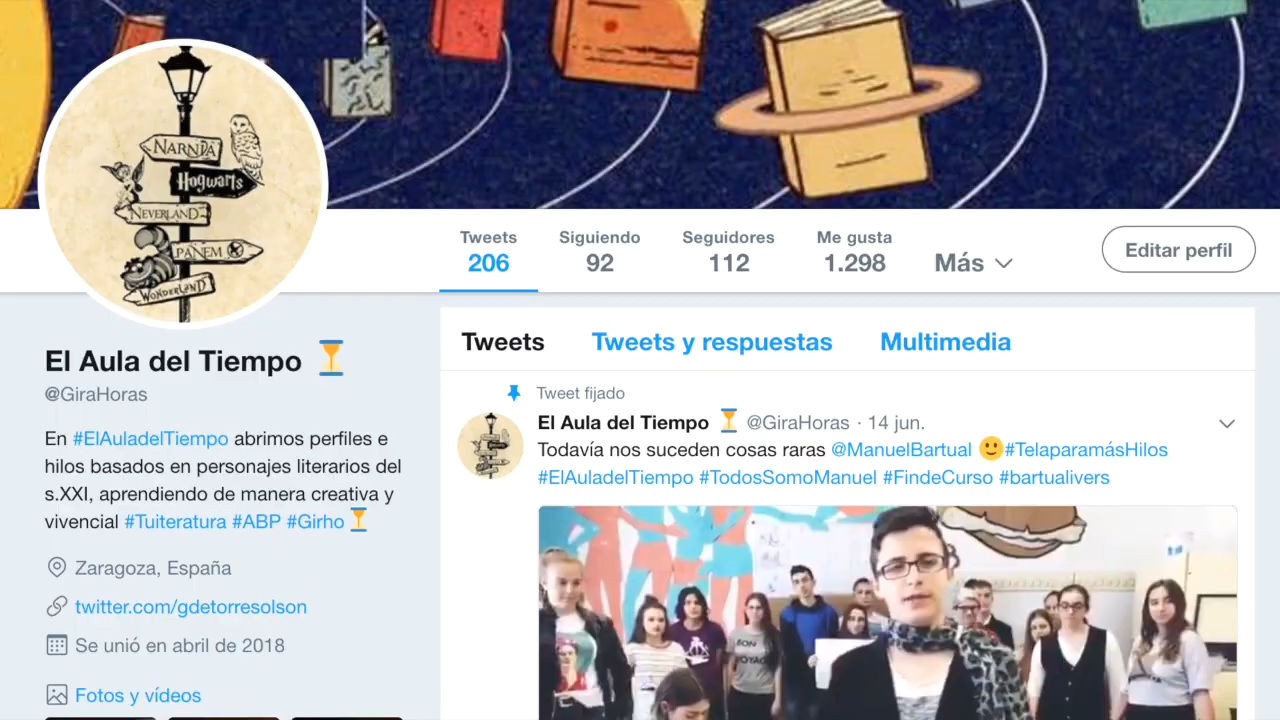 NARNIA
Hogwarts
NEVERLAND
PANEM
WONDERLAND
Tweets
206
Siguiendo
92
Seguidores
112
Me gusta
1.298
Más
Editar perfil
El Aula del Tiempo
@GiraHoras
En #ElAuladelTiempo abrimos perfiles e
hilos basados en personajes literarios del
s.XXI, aprendiendo de manera creativa y
vivencial #Tuiteratura #ABP #Girho
Zaragoza, España
twitter.com/gdetorresolson
Se unió en abril de 2018
Fotos y vídeos
Tweets
Tweets y respuestas
Multimedia
Tweet fijado
El Aula del Tiempo @GiraHoras · 14 jun.
Todavía nos suceden cosas raras @ManuelBartual #TelaparamásHilos
#ElAuladelTiempo #TodosSomoManuel #FindeCurso #bartualivers
BON
VOYAGE